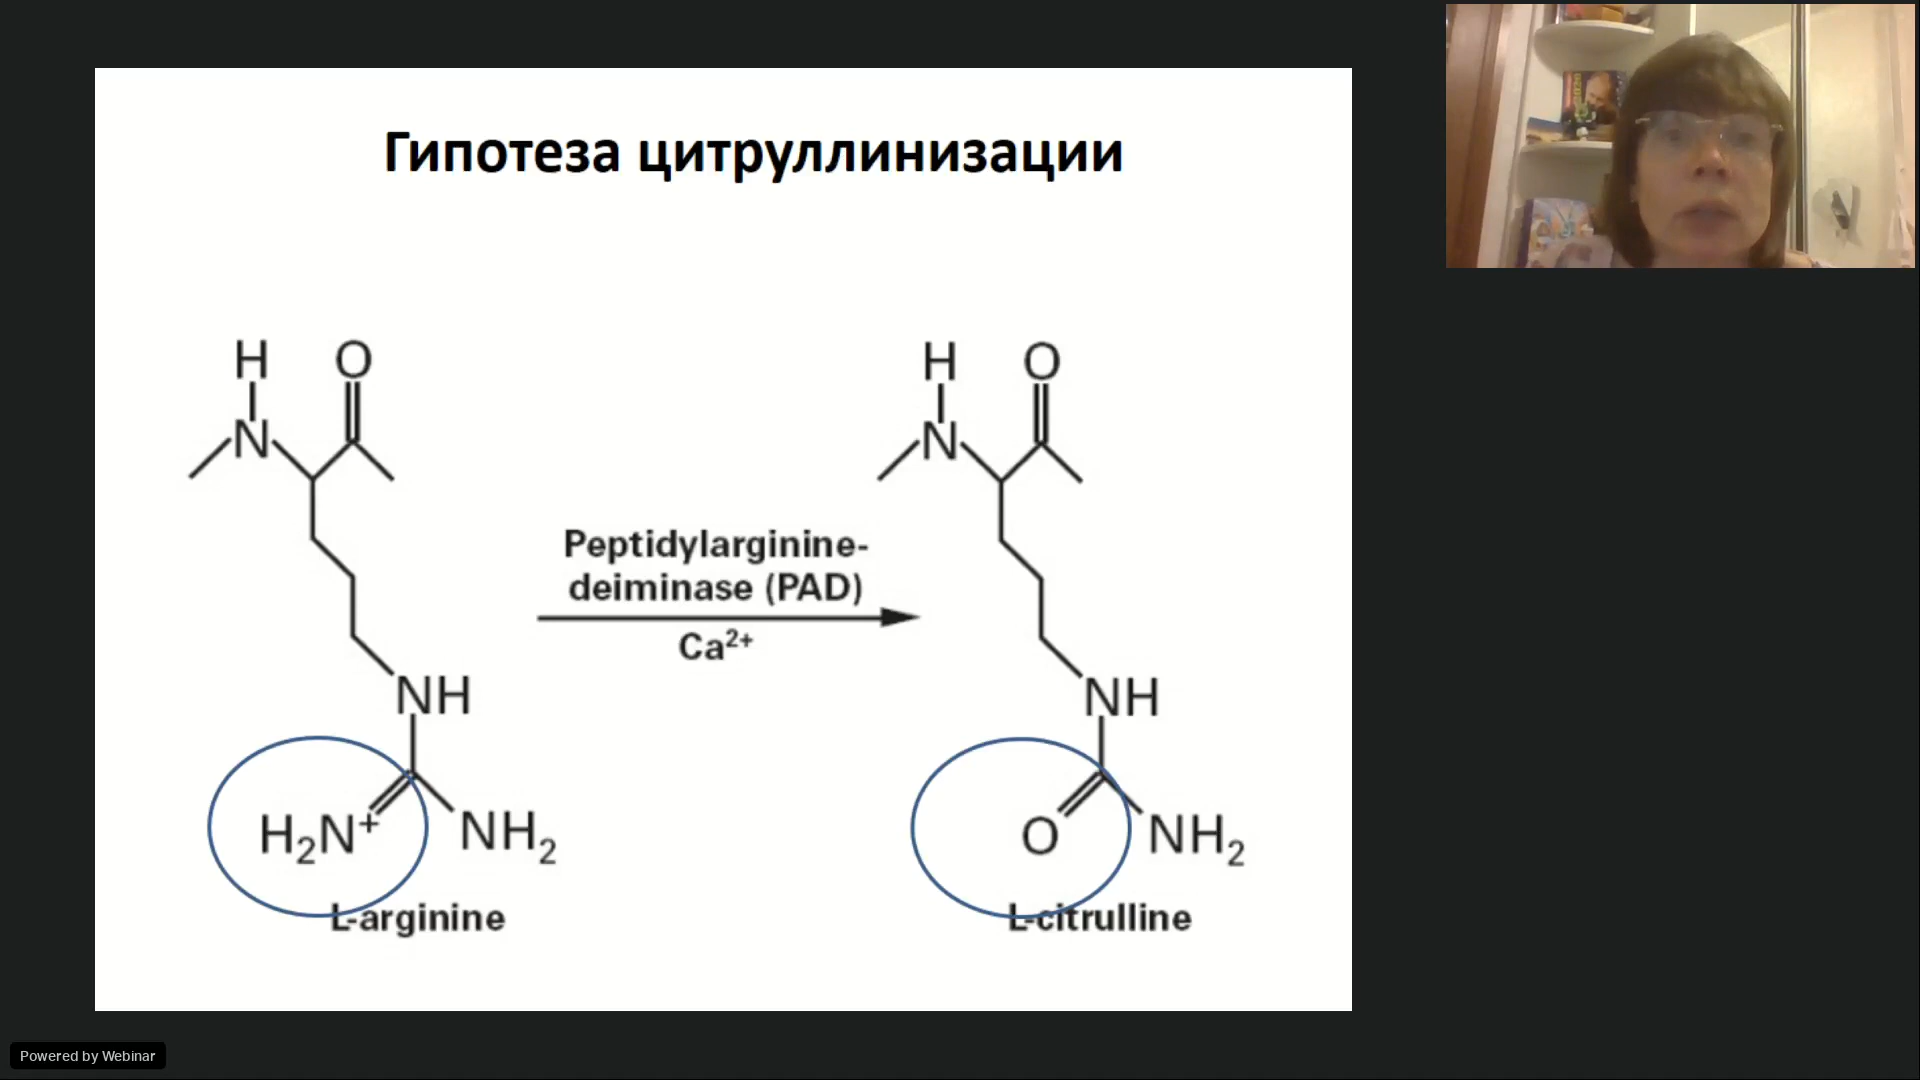 Гипотеза цитруллинизации
H O
N
H O
N
Peptidylarginine-
deiminase (PAD)
Ca²⁺
NH
NH
H₂N⁺ NH₂
O NH₂
L-arginine
L-citrulline
Powered by Webinar